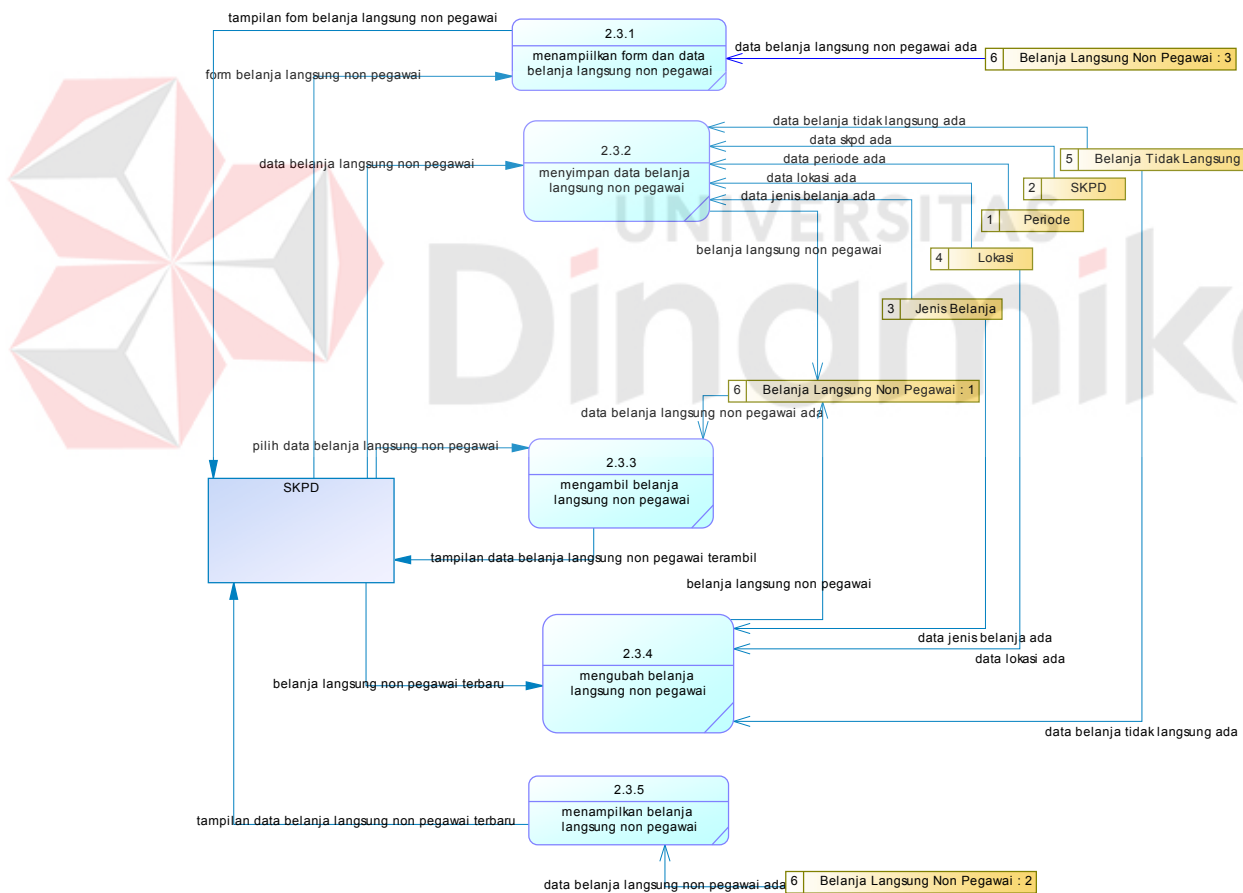 tampilan fom belanja langsung non pegawai
2.3.1
menampiilkan form dan data
belanja langsung non pegawai
data belanja langsung non pegawai ada
6 Belanja Langsung Non Pegawai : 3
form belanja langsung non pegawai
data belanja tidak langsung ada
data skpd ada
data periode ada
data lokasi ada
data jenis belanja ada
2.3.2
menyimpan data belanja
langsung non pegawai
data belanja langsung non pegawai
5 Belanja Tidak Langsung
2 SKPD
1 Periode
4 Lokasi
3 Jenis Belanja
UNIVERSITAS
Dinamika
belanja langsung non pegawai
6 Belanja Langsung Non Pegawai : 1
data belanja langsung non pegawai ada
pilih data belanja langsung non pegawai
2.3.3
mengambil belanja
langsung non pegawai
SKPD
tampilan data belanja langsung non pegawai terambil
belanja langsung non pegawai
2.3.4
mengubah belanja
langsung non pegawai
data jenis belanja ada
data lokasi ada
belanja langsung non pegawai terbaru
data belanja tidak langsung ada
2.3.5
menampilkan belanja
langsung non pegawai
tampilan data belanja langsung non pegawai terbaru
data belanja langsung non pegawai ada
6 Belanja Langsung Non Pegawai : 2